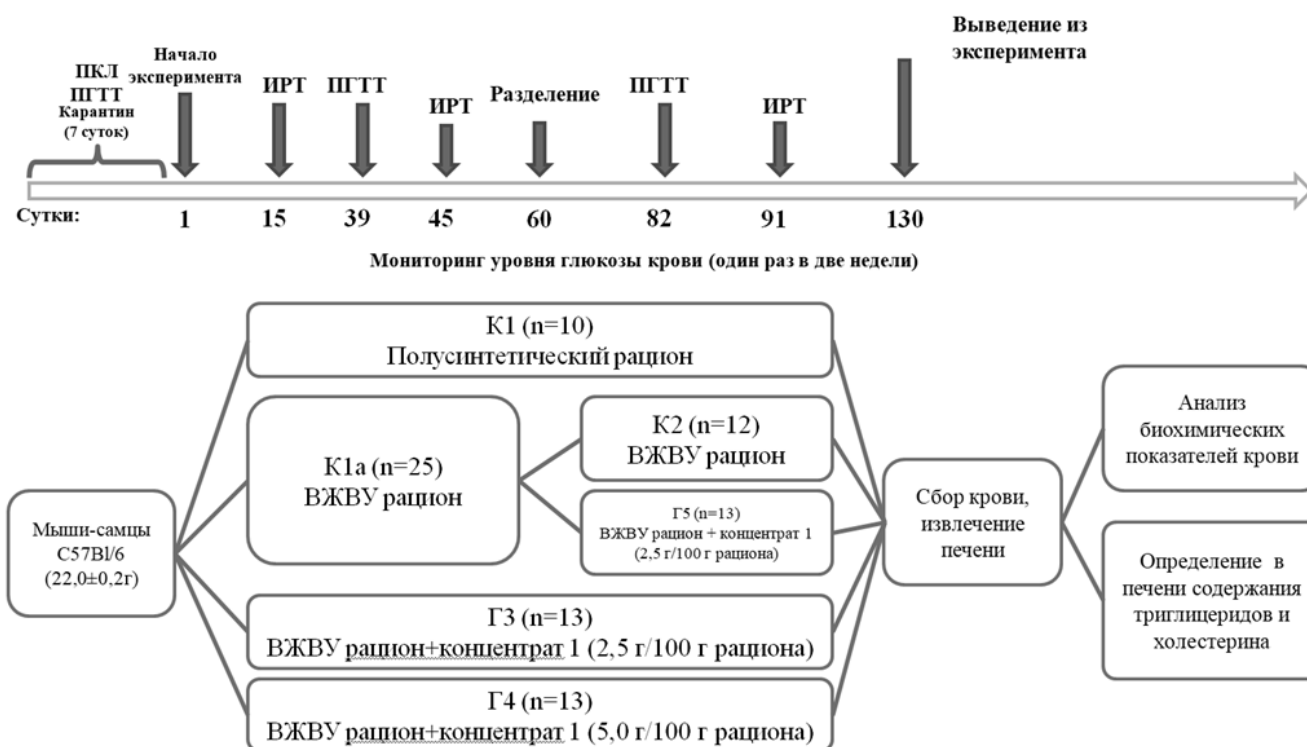 Выведение из
эксперимента
Начало
эксперимента
ПКЛ
ПГТТ
Карантин
(7 суток)
ИРТ
ПГТТ
ИРТ
Разделение
ПГТТ
ИРТ
Сутки:
1
15
39
45
60
82
91
130
Мониторинг уровня глюкозы крови (один раз в две недели)
К1 (n=10)
Полусинтетический рацион
К1а (n=25)
ВЖВУ рацион
К2 (n=12)
ВЖВУ рацион
Г5 (n=13)
ВЖВУ рацион + концентрат 1
(2,5 г/100 г рациона)
Мыши-самцы
C57Bl/6
(22,0±0,2г)
Г3 (n=13)
ВЖВУ рацион+концентрат 1 (2,5 г/100 г рациона)
Г4 (n=13)
ВЖВУ рацион+концентрат 1 (5,0 г/100 г рациона)
Сбор крови,
извлечение
печени
Анализ
биохимических
показателей крови
Определение в
печени содержания
триглицеридов и
холестерина